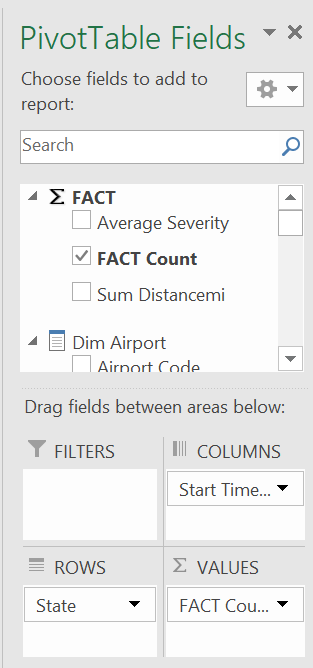 PivotTable Fields
Choose fields to add to
report:
Search
Σ FACT
Average Severity
FACT Count
Sum Distancemi
Dim Airport
Airport Code
Drag fields between areas below:
FILTERS
COLUMNS
Start Time...
ROWS
Σ VALUES
State
FACT Cou...